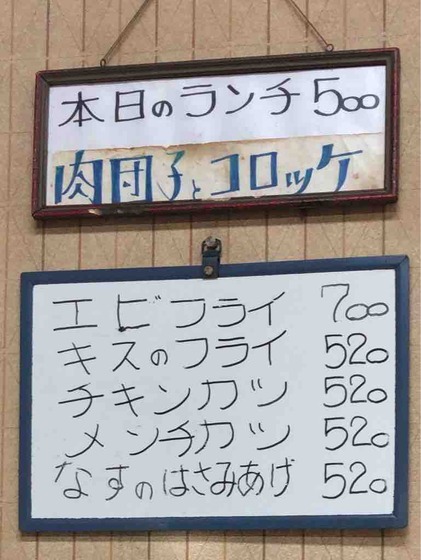 本日のランチ 500
肉団子とコロッケ
エビフライ 700
キスのフライ 520
チキンカツ 520
メンチカツ 520
なすのはさみあげ 520